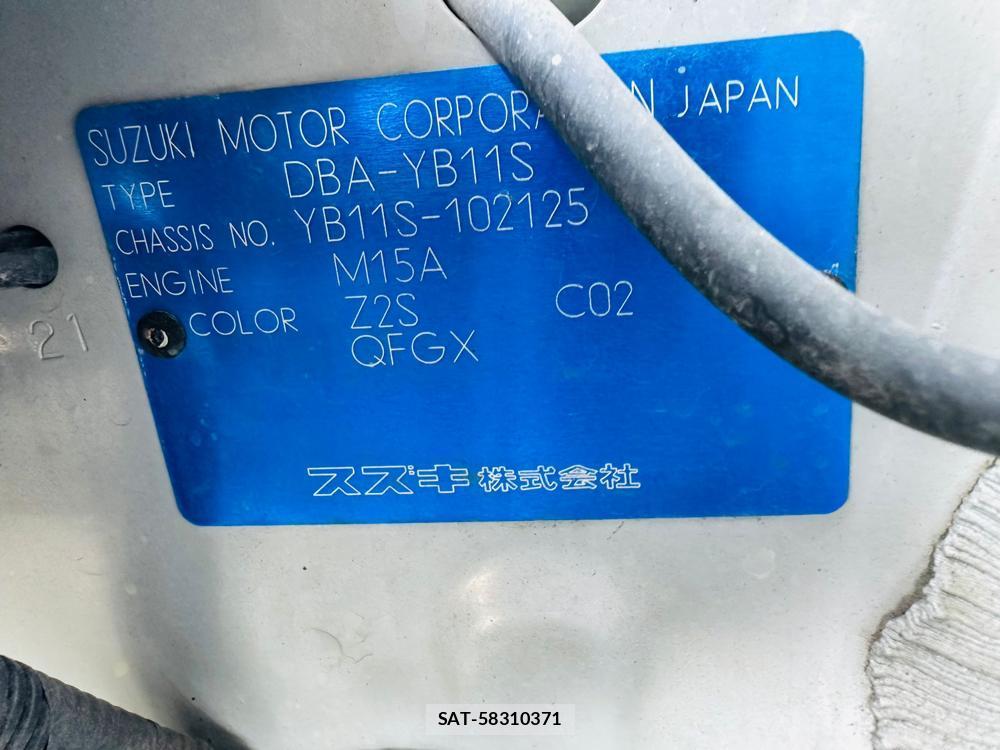 SUZUKI MOTOR CORPORA N JAPAN
TYPE DBA-YB11S
CHASSIS NO. YB11S-102125
ENGINE M15A
COLOR Z2S C02
QFGX
21
スズキ株式会社
SAT-58310371